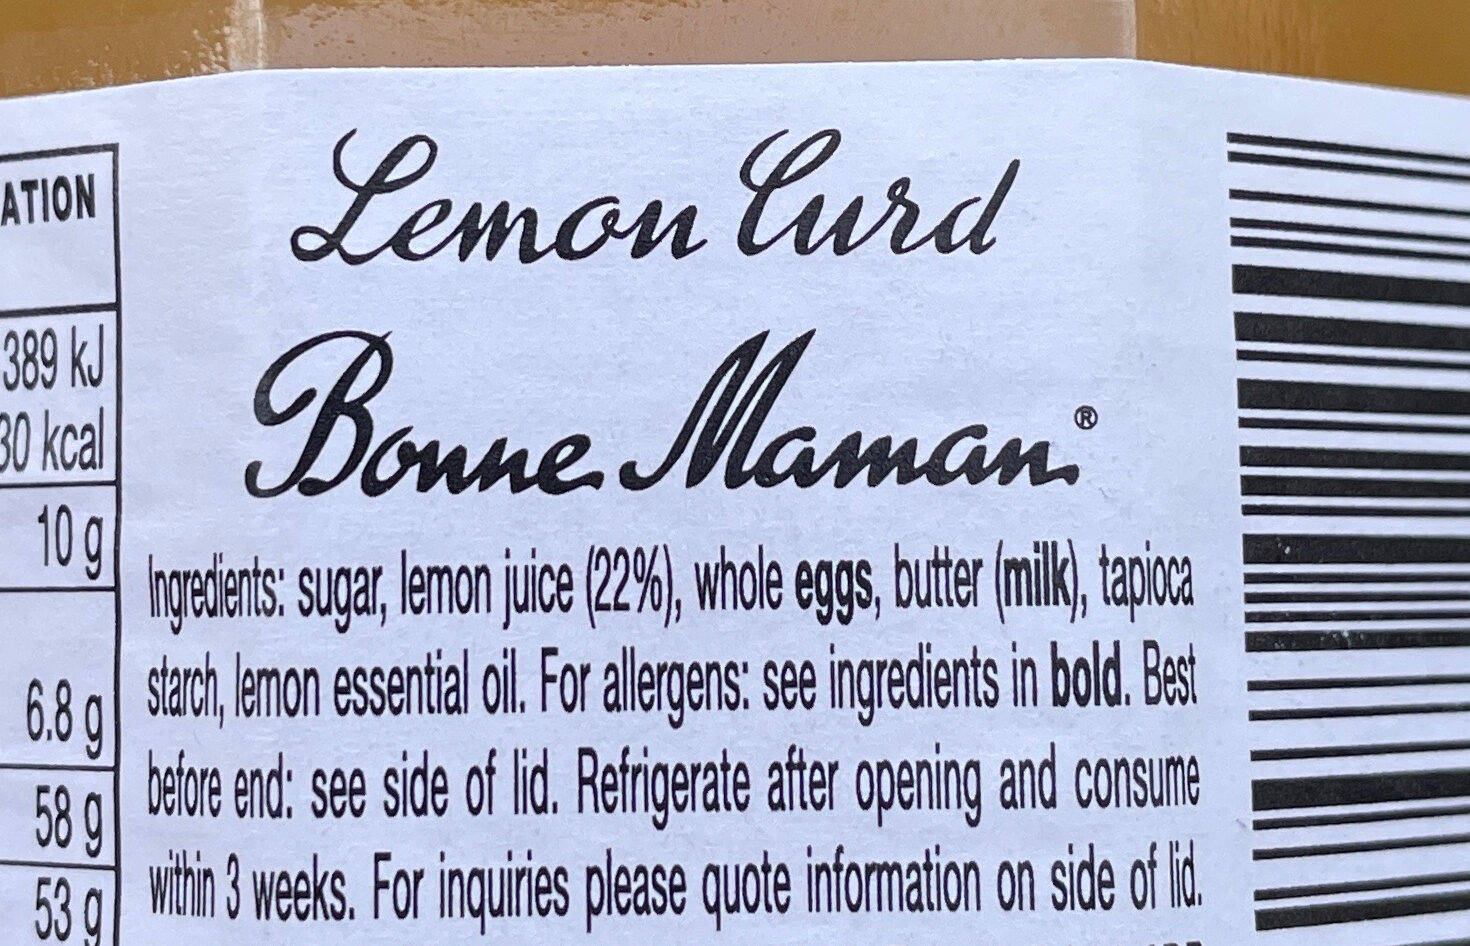 ATION
389 kJ
30 kcal
10 g
6.8 g
58 g
53 g
Lemon Curd
Bonne Maman®
Ingredients: sugar, lemon juice (22%), whole eggs, butter (milk), tapioca
starch, lemon essential oil. For allergens: see ingredients in bold. Best
before end: see side of lid. Refrigerate after opening and consume
within 3 weeks. For inquiries please quote information on side of lid.